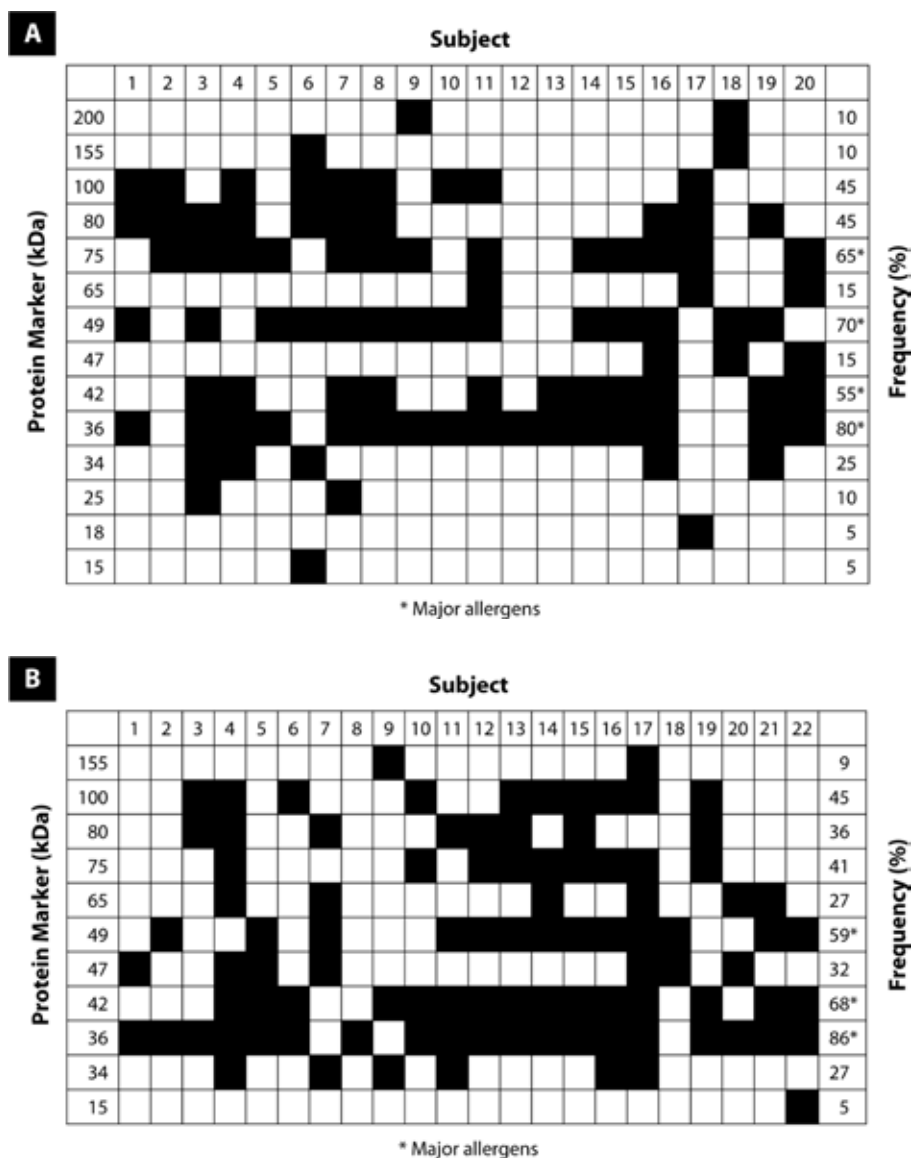 A
Subject
1 2 3 4 5 6 7 8 9 10 11 12 13 14 15 16 17 18 19 20
Protein Marker (kDa)
Frequency (%)
200 10
155 10
100 45
80 45
75 65*
65 15
49 70*
47 15
42 55*
36 80*
34 25
25 10
18 5
15 5
* Major allergens
B
Subject
1 2 3 4 5 6 7 8 9 10 11 12 13 14 15 16 17 18 19 20 21 22
Protein Marker (kDa)
Frequency (%)
155 9
100 45
80 36
75 41
65 27
49 59*
47 32
42 68*
36 86*
34 27
15 5
* Major allergens